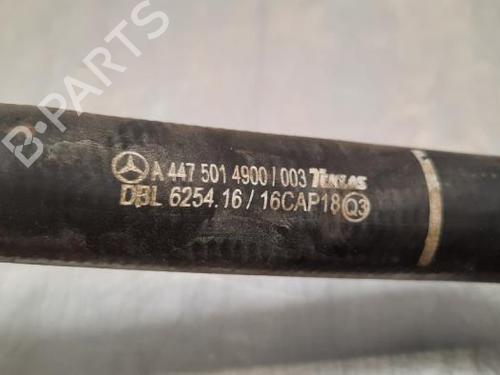 A 447 501 4900 / 003 TEKLAS
DBL 6254.16 / 16CAP18 Q3
B-PARTS